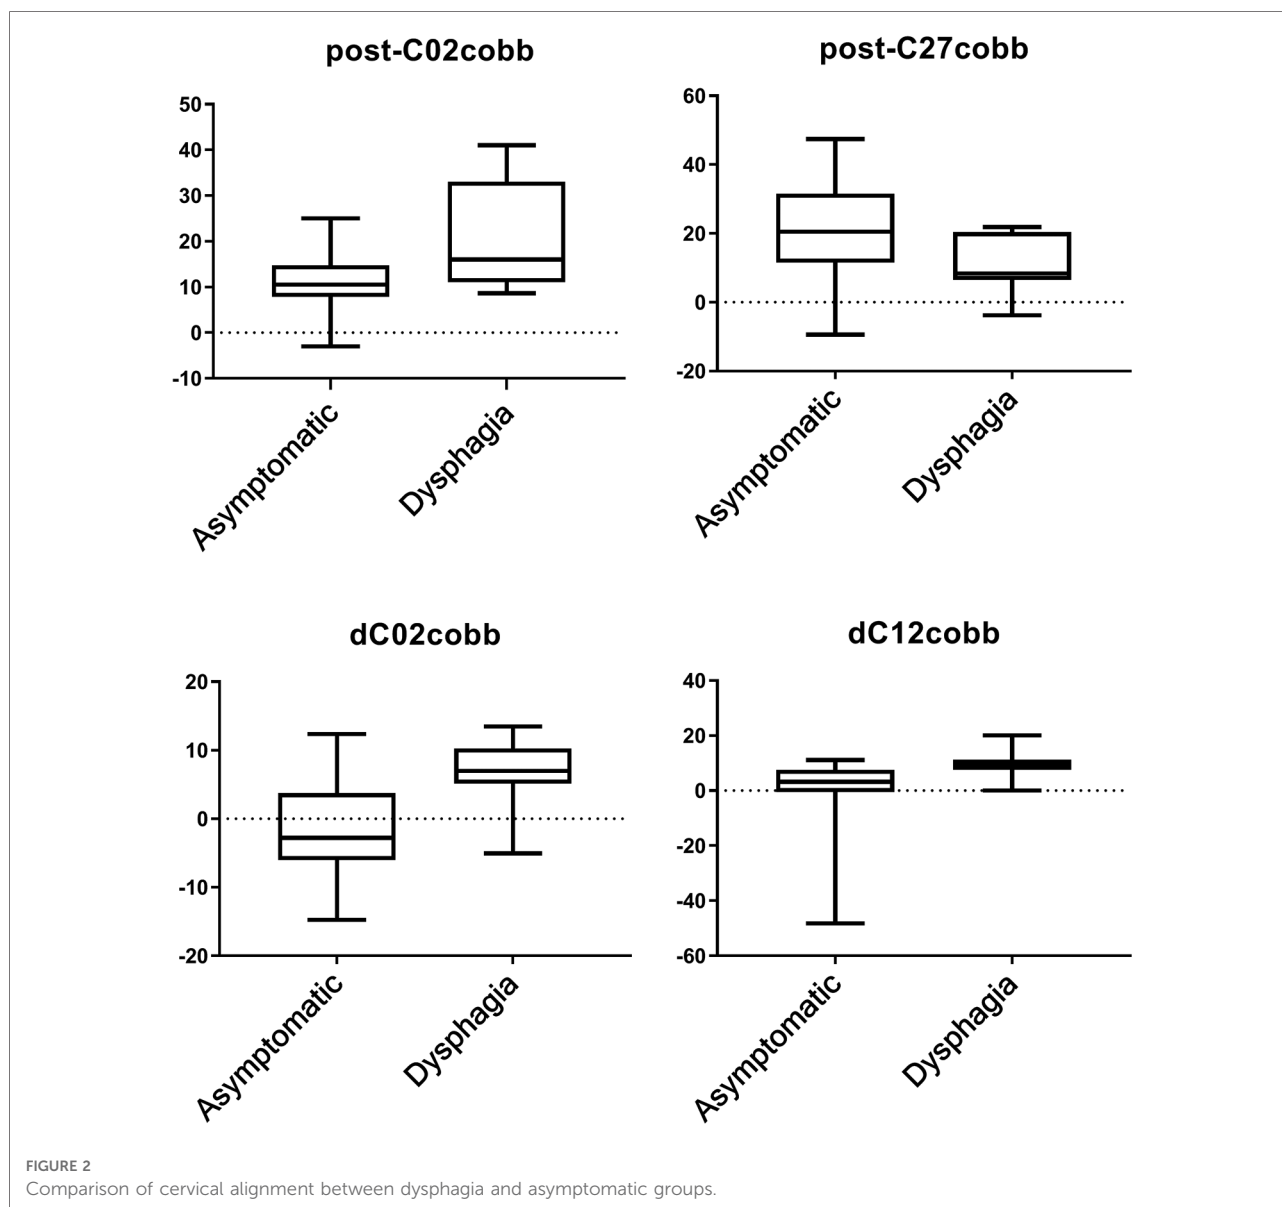 post-C02cobb
50
40
30
20
10
0
-10
Asymptomatic
Dysphagia
post-C27cobb
60
40
20
0
-20
Asymptomatic
Dysphagia
dC02cobb
20
10
0
-10
-20
Asymptomatic
Dysphagia
dC12cobb
40
20
0
-20
-40
-60
Asymptomatic
Dysphagia
FIGURE 2
Comparison of cervical alignment between dysphagia and asymptomatic groups.